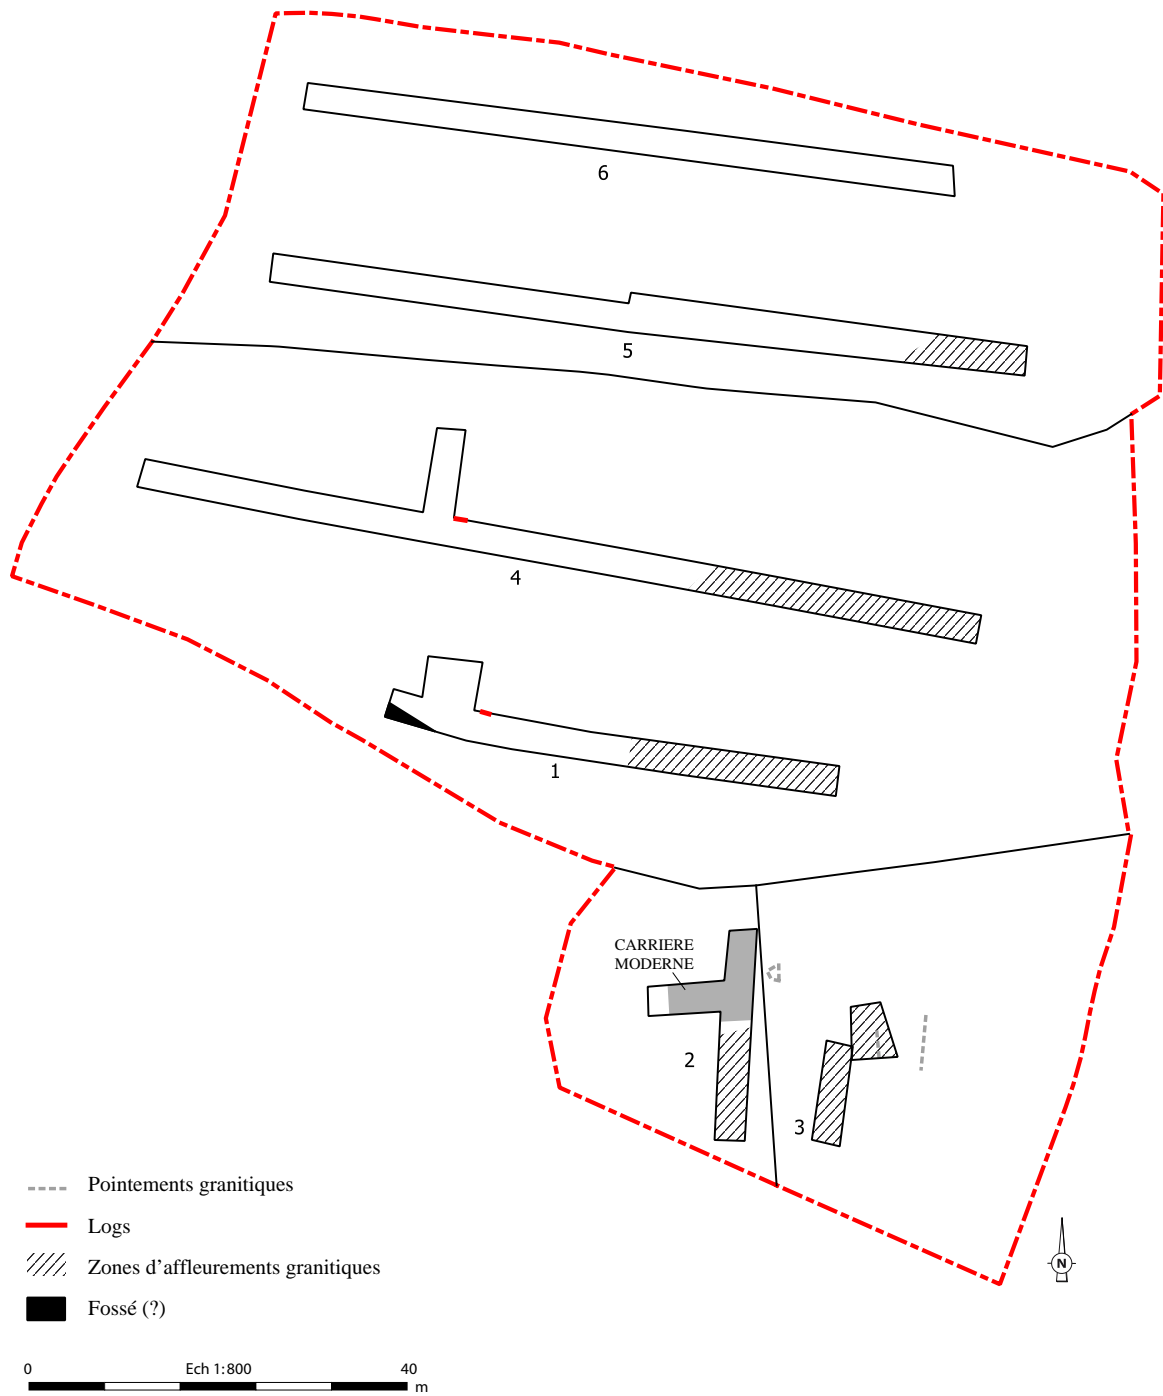 6
5
4
1
CARRIERE
MODERNE
2
3
Pointements granitiques
Logs
Zones d'affleurements granitiques
Fossé (?)
N
0 Ech 1:800 40
m